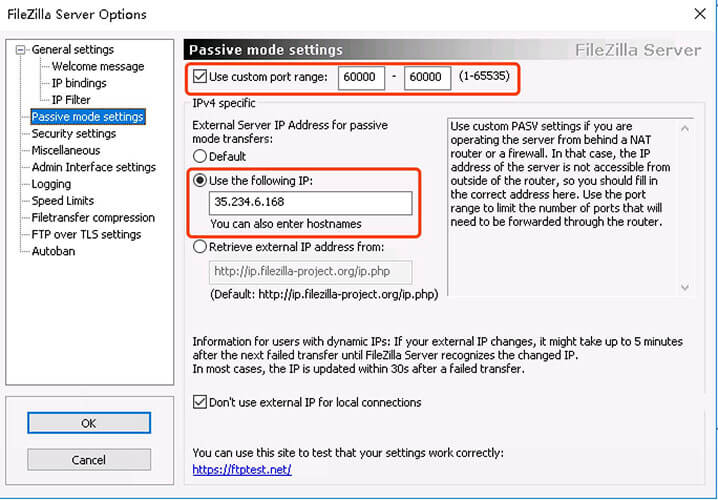 FileZilla Server Options
General settings
Welcome message
IP bindings
IP Filter
Passive mode settings
Security settings
Miscellaneous
Admin Interface settings
Logging
Speed Limits
Filetransfer compression
FTP over TLS settings
Autoban
OK
Cancel
Passive mode settings
FileZilla Server
Use custom port range: 60000 - 60000 (1-65535)
IPv4 specific
External Server IP Address for passive
mode transfers:
Default
Use the following IP:
35.234.6.168
You can also enter hostnames
Retrieve external IP address from:
http://ip.filezilla-project.org/ip.php
(Default: http://ip.filezilla-project.org/ip.php)
Use custom PASV settings if you are
operating the server from behind a NAT
router or a firewall. In that case, the IP
address of the server is not accessible from
outside of the router, so you should fill in
the correct address here. Use the port
range to limit the number of ports that will
need to be forwarded through the router.
Information for users with dynamic IPs: If your external IP changes, it might take up to 5 minutes
after the next failed transfer until FileZilla Server recognizes the changed IP.
In most cases, the IP is updated within 30s after a failed transfer.
Don't use external IP for local connections
You can use this site to test that your settings work correctly:
https://ftptest.net/